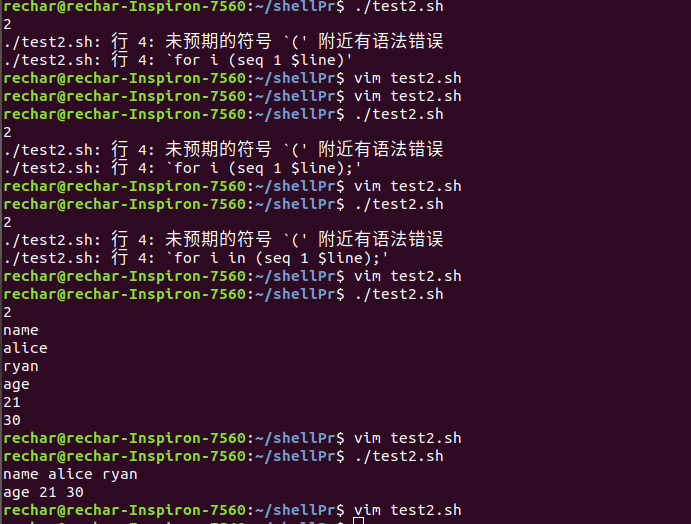 rechar@rechar-Inspiron-7560:~/shellPr$ ./test2.sh
2
./test2.sh: 行 4: 未预期的符号 `(' 附近有语法错误
./test2.sh: 行 4: `for i (seq 1 $line)'
rechar@rechar-Inspiron-7560:~/shellPr$ vim test2.sh
rechar@rechar-Inspiron-7560:~/shellPr$ vim test2.sh
rechar@rechar-Inspiron-7560:~/shellPr$ ./test2.sh
2
./test2.sh: 行 4: 未预期的符号 `(' 附近有语法错误
./test2.sh: 行 4: `for i (seq 1 $line);'
rechar@rechar-Inspiron-7560:~/shellPr$ vim test2.sh
rechar@rechar-Inspiron-7560:~/shellPr$ ./test2.sh
2
./test2.sh: 行 4: 未预期的符号 `(' 附近有语法错误
./test2.sh: 行 4: `for i in (seq 1 $line);'
rechar@rechar-Inspiron-7560:~/shellPr$ vim test2.sh
rechar@rechar-Inspiron-7560:~/shellPr$ ./test2.sh
2
name
alice
ryan
age
21
30
rechar@rechar-Inspiron-7560:~/shellPr$ vim test2.sh
rechar@rechar-Inspiron-7560:~/shellPr$ ./test2.sh
name alice ryan
age 21 30
rechar@rechar-Inspiron-7560:~/shellPr$ vim test2.sh
rechar@rechar-Inspiron-7560:~/shellPr$